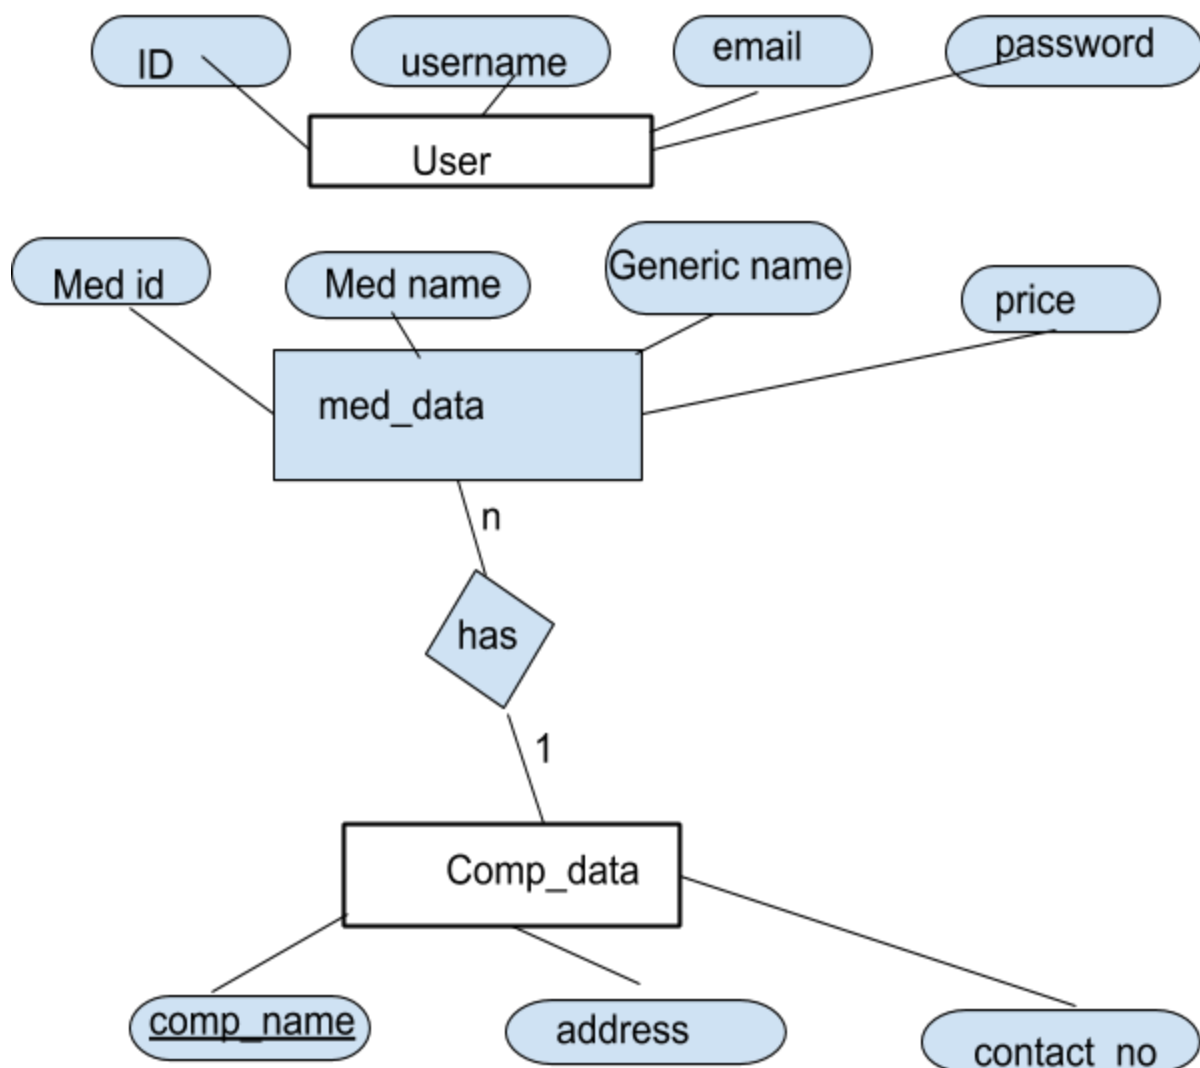 ID
username
email
password
User
Med id
Med name
Generic name
price
med_data
n
has
1
Comp_data
comp_name
address
contact_no